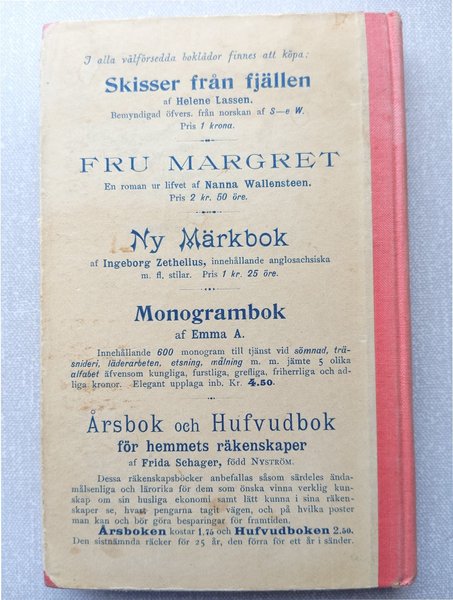 I alla välförsedda boklådor finnes att köpa:
Skisser från fjällen
af Helene Lassen.
Bemyndigad öfvers. från norskan af S—e W.
Pris 1 krona.
FRU MARGRET
En roman ur lifvet af Nanna Wallensteen.
Pris 2 kr. 50 öre.
Ny Märkbok
af Ingeborg Zethelius, innehållande anglosachsiska
m. fl. stilar. Pris 1 kr. 25 öre.
Monogrambok
af Emma A.
Innehållande 600 monogram till tjänst vid sömnad, trä-
snideri, läderarbeten, etsning, målning m. m. jämte 5 olika
alfabet äfvensom kungliga, furstliga, grefliga, friherrliga och ad-
liga kronor. Elegant upplaga inb. Kr. 4.50.
Årsbok och Hufvudbok
för hemmets räkenskaper
af Frida Schager, född NYSTRÖM.
Dessa räkenskapsböcker anbefallas såsom särdeles ända-
målsenliga och lärorika för dem som önska vinna verklig kun-
skap om sin husliga ekonomi samt lätt kunna i sina räken-
skaper se, hvart pengarna tagit vägen, och på hvilka poster
man kan och bör göra besparingar för framtiden.
Årsboken kostar 1.75 och Hufvudboken 2.50.
Den sistnämnda räcker för 25 år, den förra för ett år i sänder.